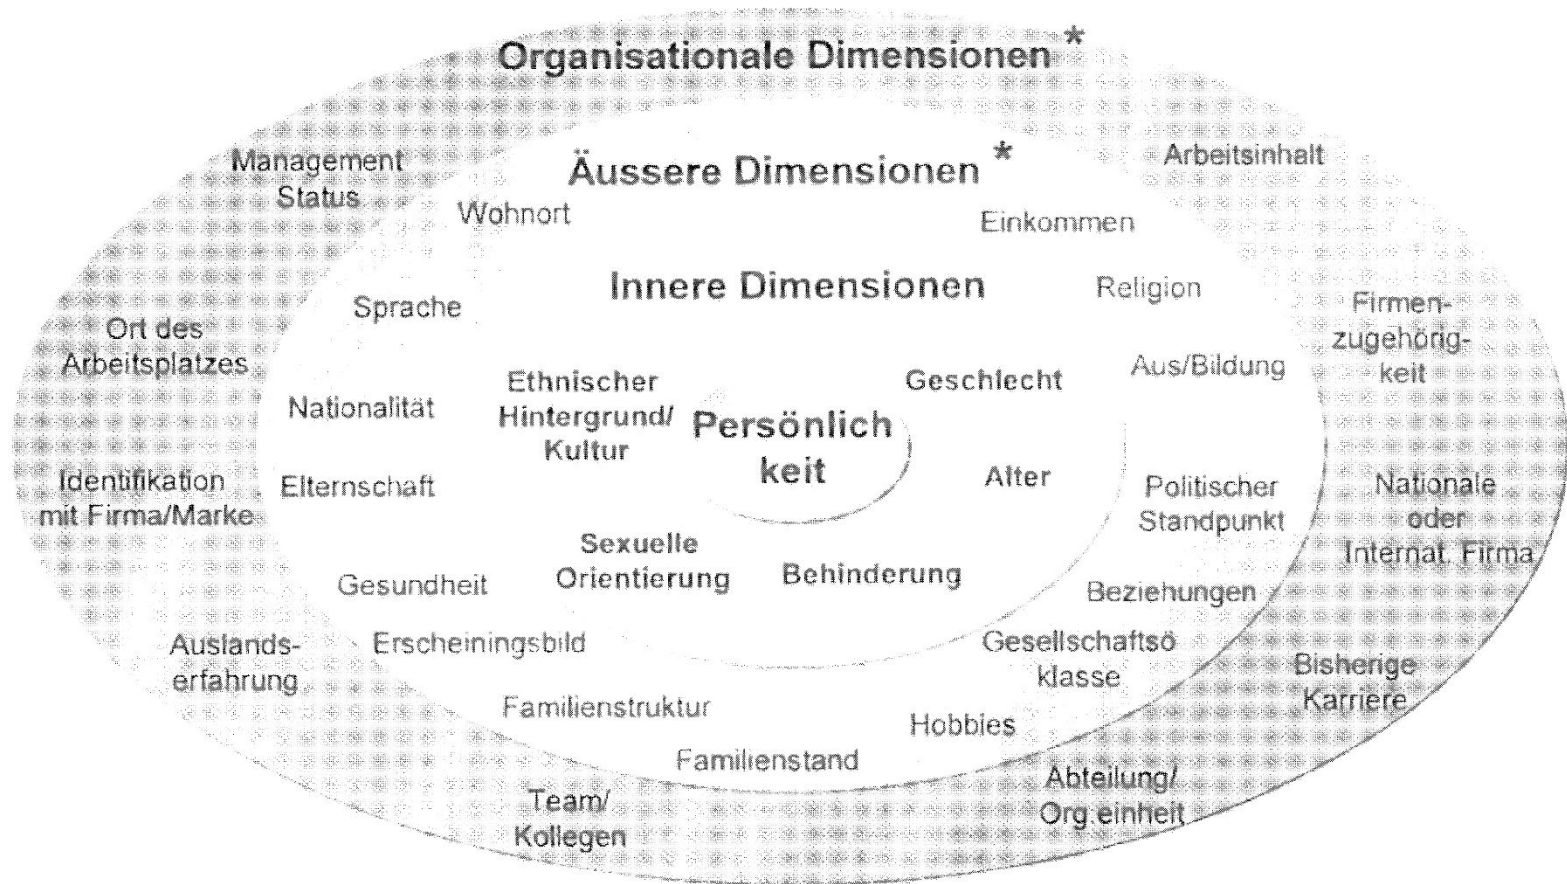 Organisationale Dimensionen *
Management
Status
Arbeitsinhalt
Äussere Dimensionen *
Wohnort
Einkommen
Innere Dimensionen
Sprache
Religion
Ort des
Arbeitsplatzes
Firmen-
zugehörig-
keit
Nationalität
Ethnischer
Hintergrund/
Kultur
Geschlecht
Aus/Bildung
Persönlich
keit
Identifikation
mit Firma/Marke
Elternschaft
Alter
Politischer
Standpunkt
Nationale
oder
Internat. Firma
Sexuelle
Orientierung
Behinderung
Gesundheit
Beziehungen
Auslands-
erfahrung
Erscheiningsbild
Gesellschaftsö
klasse
Bisherige
Karriere
Familienstruktur
Hobbies
Familienstand
Team/
Kollegen
Abteilung/
Org.einheit